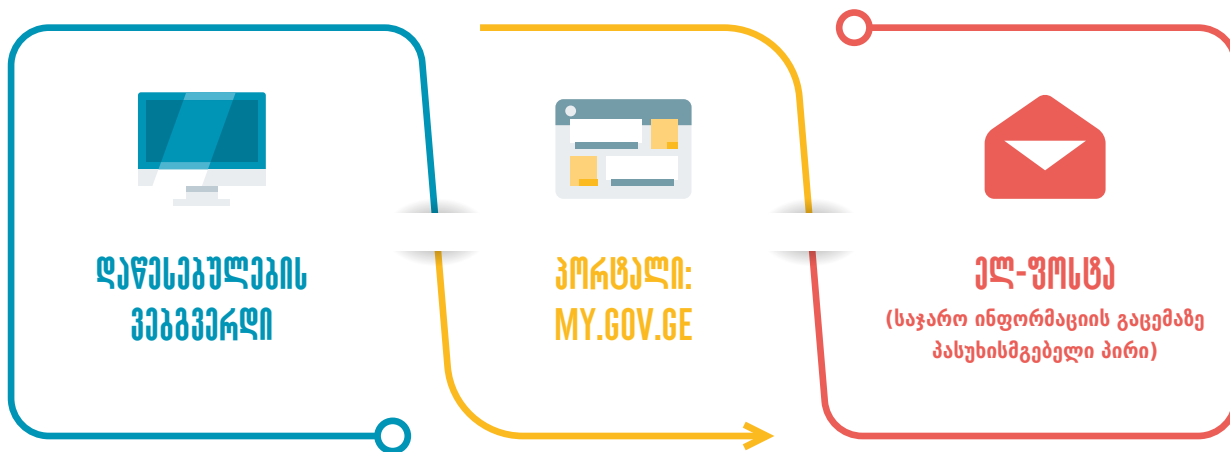 დაწესებულების
ვებგვერდი
პორტალი:
MY.GOV.GE
ელ-ფოსტა
(საჯარო ინფორმაციის გაცემაზე
პასუხისმგებელი პირი)